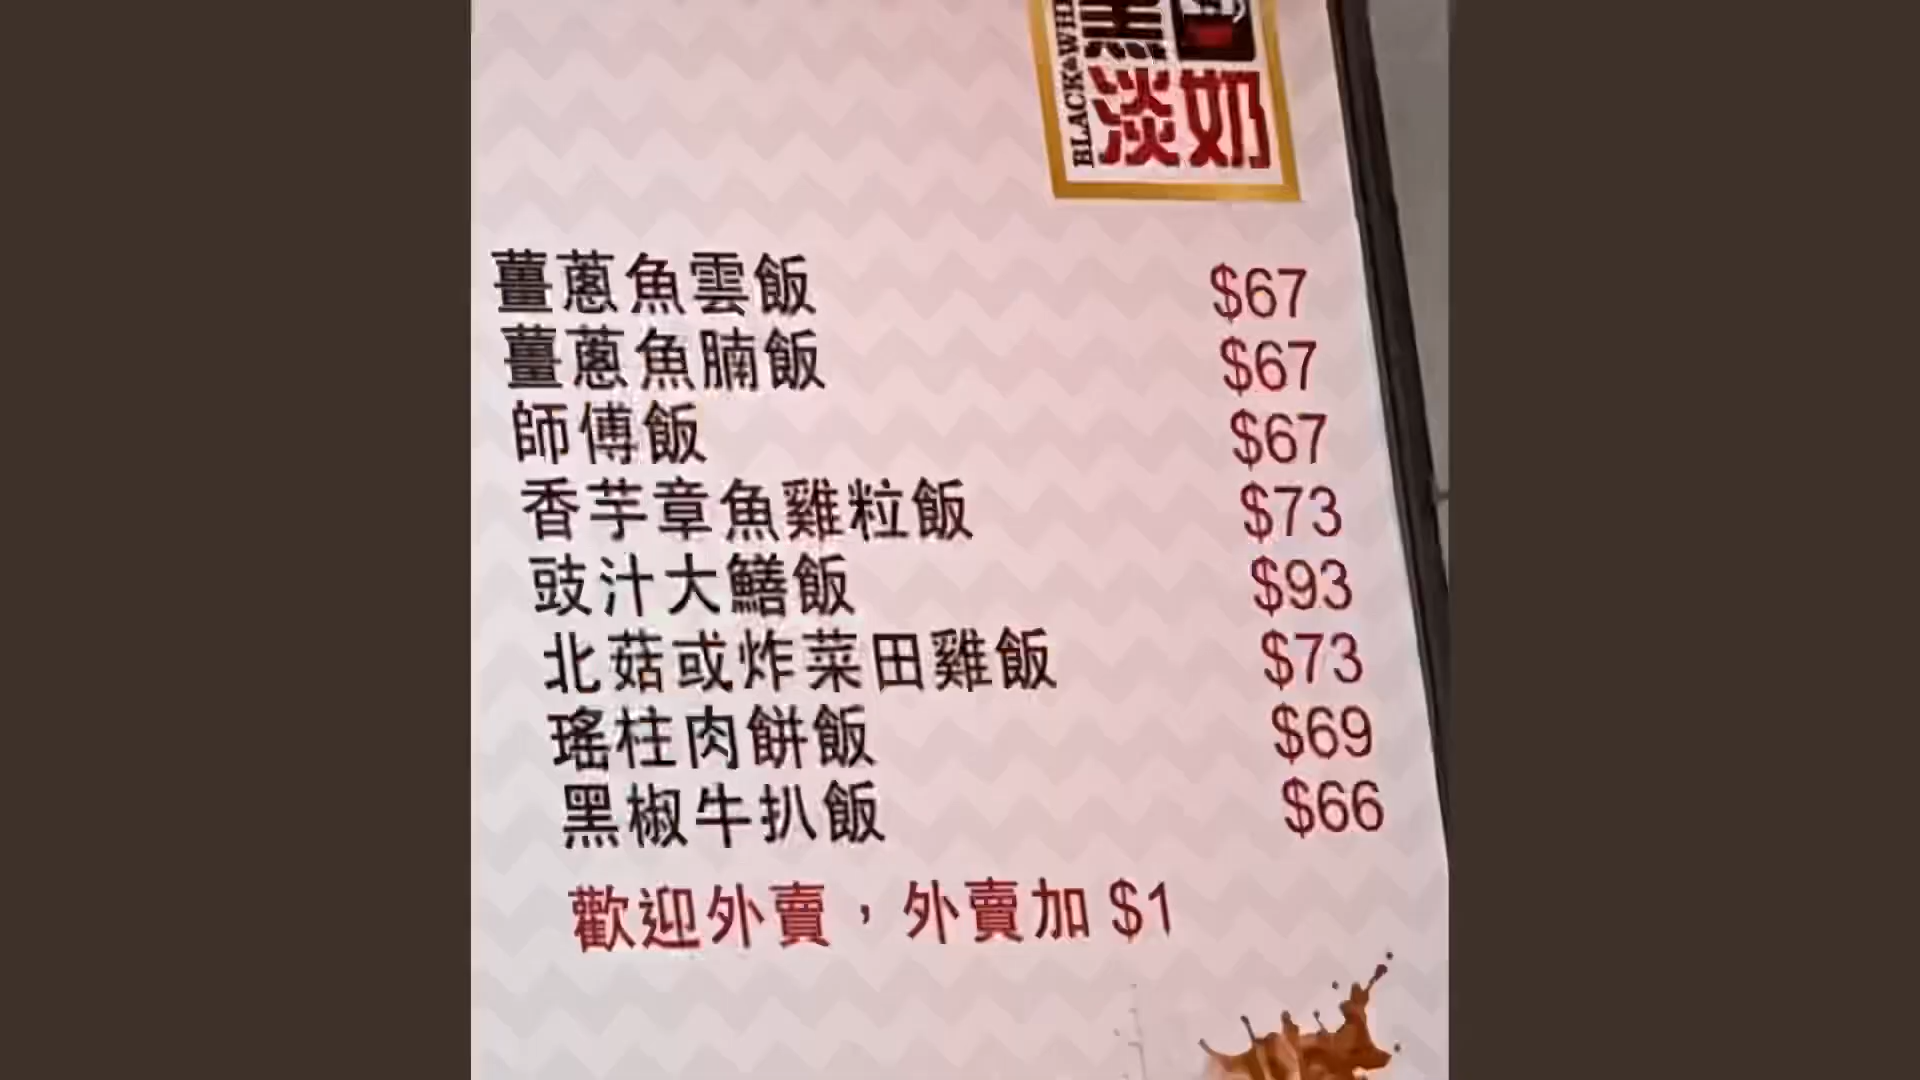 BLACK&WH
黑
淡奶
薑蔥魚雲飯 $67
薑蔥魚腩飯 $67
師傅飯 $67
香芋章魚雞粒飯 $73
豉汁大鱔飯 $93
北菇或炸菜田雞飯 $73
瑤柱肉餅飯 $69
黑椒牛扒飯 $66
歡迎外賣，外賣加 $1